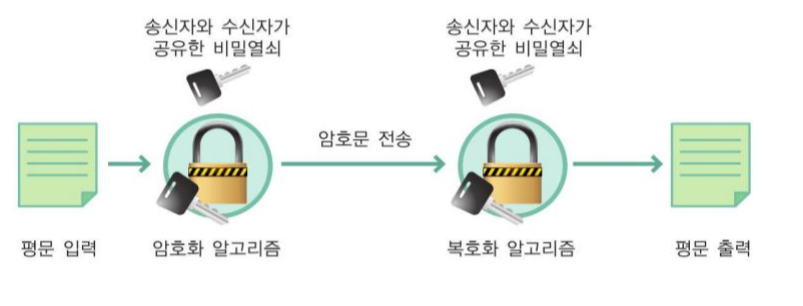 송신자와 수신자가
공유한 비밀열쇠
송신자와 수신자가
공유한 비밀열쇠
암호문 전송
평문 입력
암호화 알고리즘
복호화 알고리즘
평문 출력